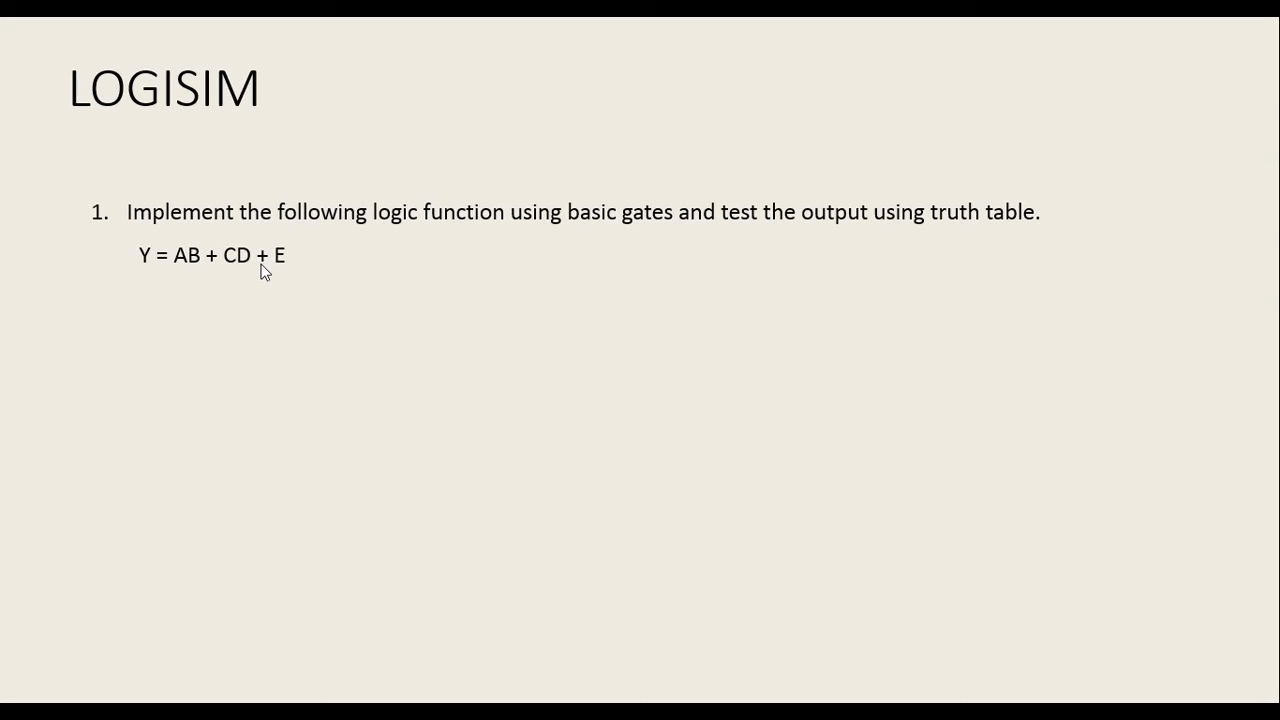 LOGISIM
1. Implement the following logic function using basic gates and test the output using truth table.
Y = AB + CD + E